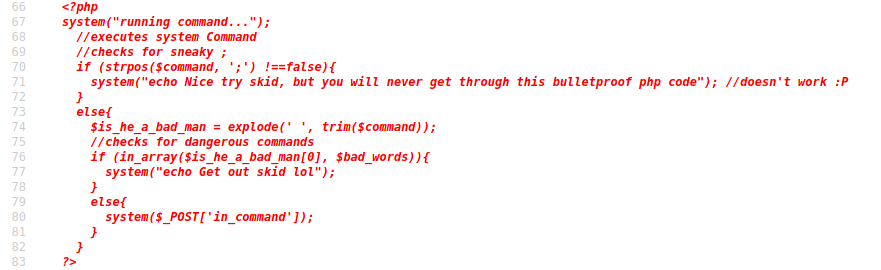 66 <?php
67 system("running command...");
68 //executes system Command
69 //checks for sneaky ;
70 if (strpos($command, ';') !==false){
71 system("echo Nice try skid, but you will never get through this bulletproof php code"); //doesn't work :P
72 }
73 else{
74 $is_he_a_bad_man = explode(' ', trim($command));
75 //checks for dangerous commands
76 if (in_array($is_he_a_bad_man[0], $bad_words)){
77 system("echo Get out skid lol");
78 }
79 else{
80 system($_POST['in_command']);
81 }
82 }
83 ?>